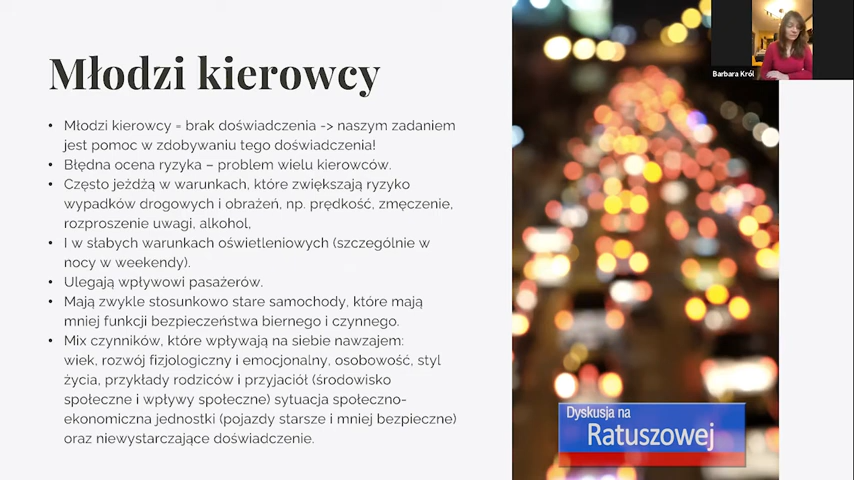 Młodzi kierowcy
• Młodzi kierowcy = brak doświadczenia -> naszym zadaniem
jest pomoc w zdobywaniu tego doświadczenia!
• Błędna ocena ryzyka – problem wielu kierowców.
• Często jeżdżą w warunkach, które zwiększają ryzyko
wypadków drogowych i obrażeń, np. prędkość, zmęczenie,
rozproszenie uwagi, alkohol,
• I w słabych warunkach oświetleniowych (szczególnie w
nocy w weekendy).
• Ulegają wpływowi pasażerów.
• Mają zwykle stosunkowo stare samochody, które mają
mniej funkcji bezpieczeństwa biernego i czynnego.
• Mix czynników, które wpływają na siebie nawzajem:
wiek, rozwój fizjologiczny i emocjonalny, osobowość, styl
życia, przykłady rodziców i przyjaciół (środowisko
społeczne i wpływy społeczne) sytuacja społeczno-
ekonomiczna jednostki (pojazdy starsze i mniej bezpieczne)
oraz niewystarczające doświadczenie.
Barbara Król
Dyskusja na
Ratuszowej